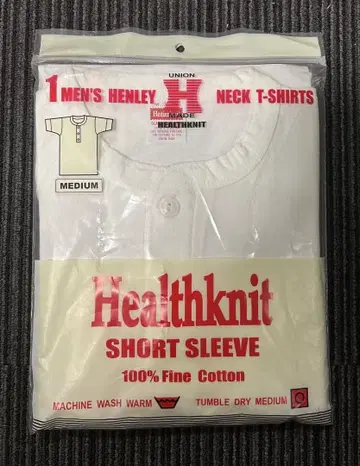 UNION
1 MEN'S HENLEY H NECK T-SHIRTS
MADE
HEALTHKNIT
MEDIUM
Healthknit
SHORT SLEEVE
100% Fine Cotton
MACHINE WASH WARM TUMBLE DRY MEDIUM